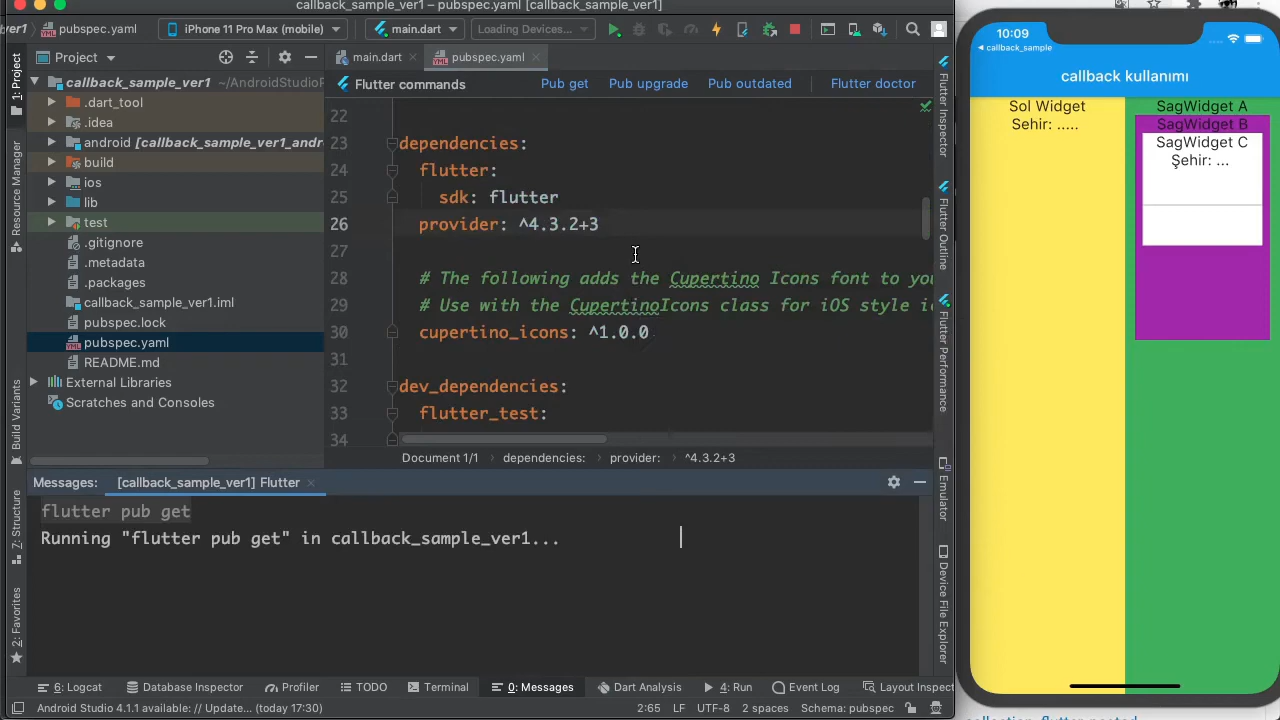 callback_sample_ver1 – pubspec.yaml [callback_sample_ver1]
pubspec.yaml
iPhone 11 Pro Max (mobile)
main.dart
Loading Devices...
Project
main.dart
pubspec.yaml
1: Project
Resource Manager
Build Variants
7: Structure
2: Favorites
callback_sample_ver1
.dart_tool
.idea
android
build
ios
lib
test
.gitignore
.metadata
.packages
callback_sample_ver1.iml
pubspec.lock
pubspec.yaml
README.md
External Libraries
Scratches and Consoles
Flutter commands
Pub get
Pub upgrade
Pub outdated
Flutter doctor
22
23 dependencies:
24 flutter:
25 sdk: flutter
26 provider: ^4.3.2+3
27
28 # The following adds the Cupertino Icons font to
29 # Use with the CupertinoIcons class for iOS style
30 cupertino_icons: ^1.0.0
31
32 dev_dependencies:
33 flutter_test:
34
Document 1/1 dependencies: provider: ^4.3.2+3
Messages: [callback_sample_ver1] Flutter
flutter pub get
Running "flutter pub get" in callback_sample_ver1...
6: Logcat
Database Inspector
Profiler
TODO
Terminal
0: Messages
Dart Analysis
4: Run
Event Log
Layout
Android Studio 4.1.1 available: // Update... (today 17:30)
2:65 LF UTF-8 2 spaces Schema: pubspec
Flutter Inspector
Flutter Outline
Flutter Performance
Emulator
Device File Explorer
10:09
callback_sample
callback kullanımı
Sol Widget
Sehir: .....
SagWidget A
SagWidget B
SagWidget C
Şehir: ...